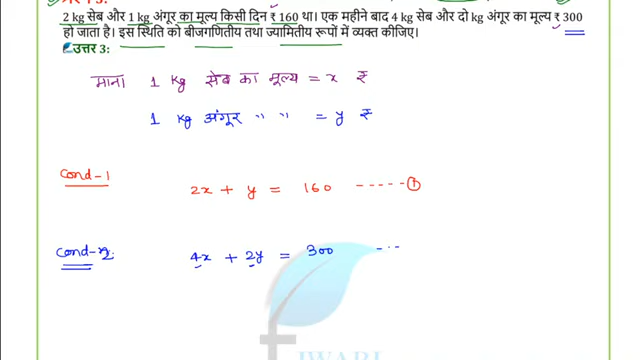 2 kg सेब और 1 kg अंगूर का मूल्य किसी दिन ₹ 160 था। एक महीने बाद 4 kg सेब और दो kg अंगूर का मूल्य ₹ 300
हो जाता है। इस स्थिति को बीजगणितीय तथा ज्यामितीय रूपों में व्यक्त कीजिए।
उत्तर 3:
माना 1 Kg सेब का मूल्य = x ₹
1 Kg अंगूर " " = y ₹
Cond-1
2x + y = 160 ------ ①
Cond-2:
4x + 2y = 300 ----
IWARI